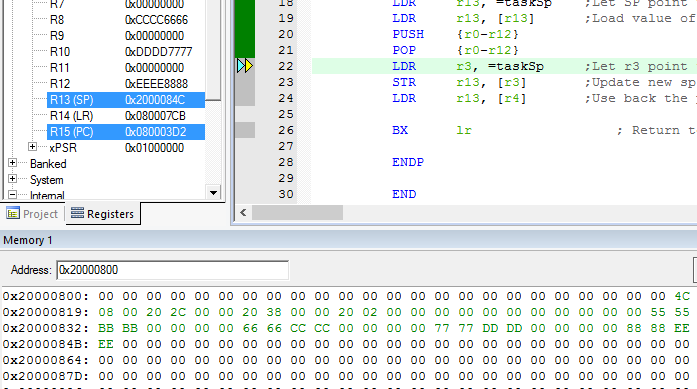 R7 0x00000000
R8 0xCCCC6666
R9 0x00000000
R10 0xDDDD7777
R11 0x00000000
R12 0xEEEE8888
R13 (SP) 0x2000084C
R14 (LR) 0x080007CB
R15 (PC) 0x080003D2
xPSR 0x01000000
Banked
System
Internal
Project Registers
18 LDR r13, =taskSp ;Let SP point
19 LDR r13, [r13] ;Load value of
20 PUSH {r0-r12}
21 POP {r0-r12}
22 LDR r3, =taskSp ;Let r3 point
23 STR r13, [r3] ;Update new sp
24 LDR r13, [r4] ;Use back the
25
26 BX lr ; Return t
27
28 ENDP
29
30 END
Memory 1
Address: 0x20000800
0x20000800: 00 00 00 00 00 00 00 00 00 00 00 00 00 00 00 00 00 00 00 00 00 00 00 00 4C
0x20000819: 08 00 20 2C 00 00 20 38 00 00 20 02 00 00 00 00 00 00 00 00 00 00 00 55 55
0x20000832: BB BB 00 00 00 00 66 66 CC CC 00 00 00 00 77 77 DD DD 00 00 00 00 88 88 EE
0x2000084B: EE 00 00 00 00 00 00 00 00 00 00 00 00 00 00 00 00 00 00 00 00 00 00 00 00
0x20000864: 00 00 00 00 00 00 00 00 00 00 00 00 00 00 00 00 00 00 00 00 00 00 00 00 00
0x2000087D: 00 00 00 00 00 00 00 00 00 00 00 00 00 00 00 00 00 00 00 00 00 00 00 00 00